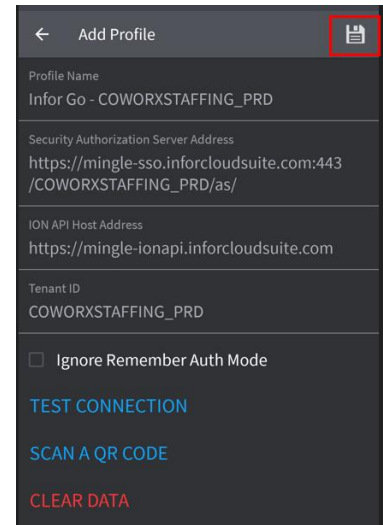 Add Profile
Profile Name
Infor Go - COWORXSTAFFING_PRD
Security Authorization Server Address
https://mingle-sso.inforcloudsuite.com:443
/COWORXSTAFFING_PRD/as/
ION API Host Address
https://mingle-ionapi.inforcloudsuite.com
Tenant ID
COWORXSTAFFING_PRD
Ignore Remember Auth Mode
TEST CONNECTION
SCAN A QR CODE
CLEAR DATA